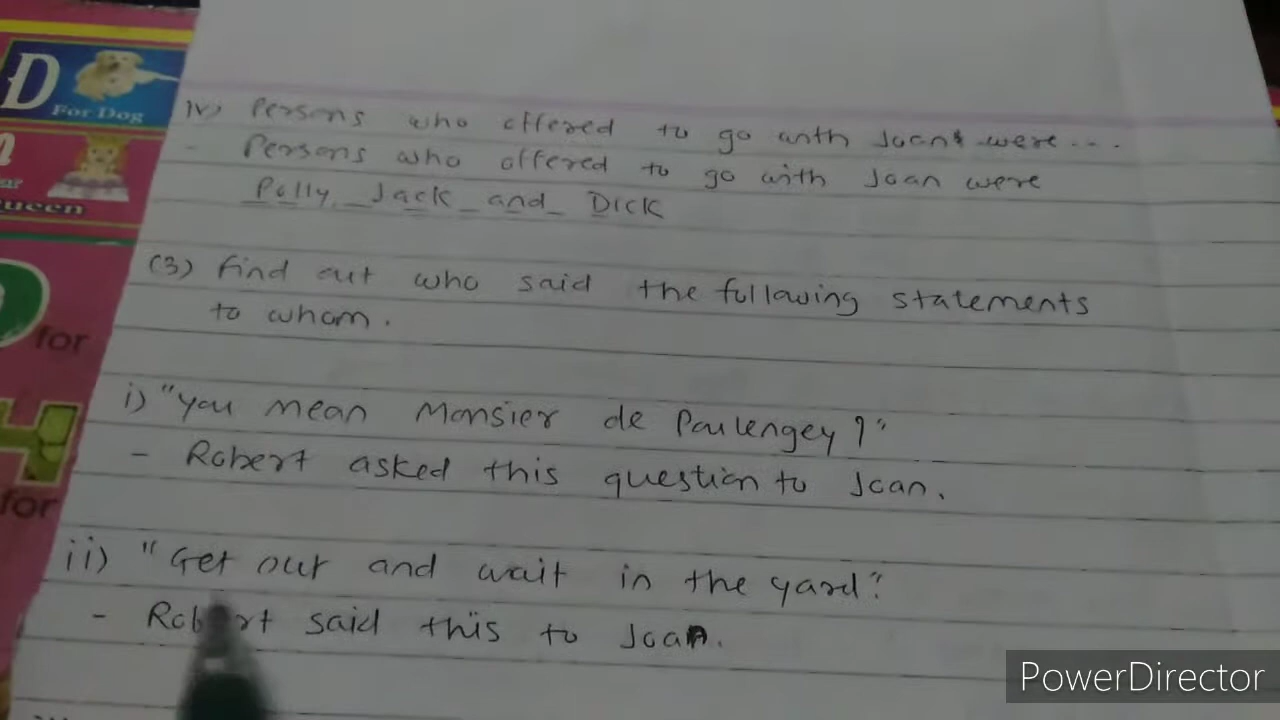 D
For Dog
ueen
for
H
for
iv) Persons who offered to go with Joan were...
- Persons who offered to go with Joan were
Polly Jack and Dick
(3) find out who said the following statements
to whom.
i) "you mean Monsier de Poulengey?"
- Robert asked this question to Joan.
ii) "Get out and wait in the yard".
- Robert said this to Joan.
PowerDirector